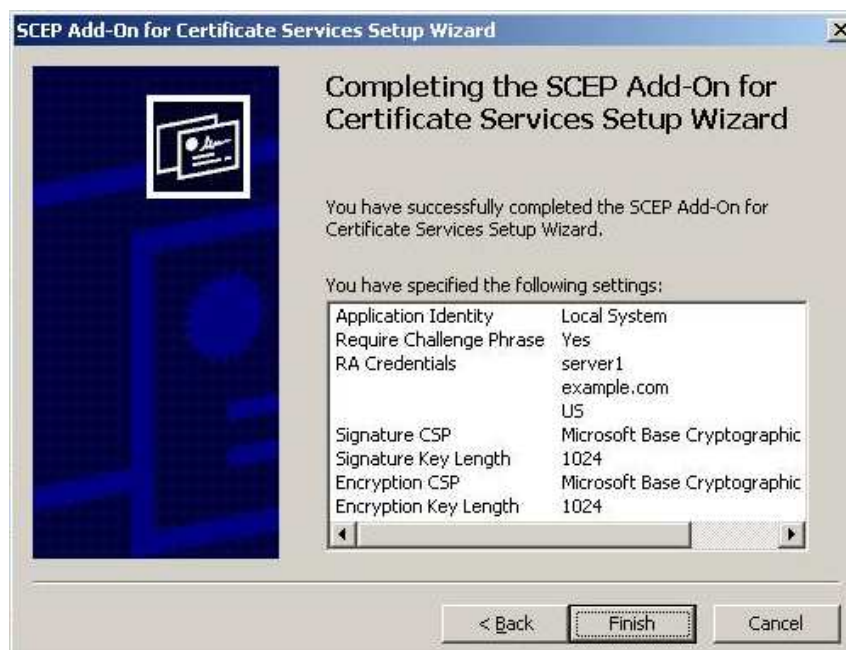 SCEP Add-On for Certificate Services Setup Wizard
Completing the SCEP Add-On for
Certificate Services Setup Wizard
You have successfully completed the SCEP Add-On for
Certificate Services Setup Wizard.
You have specified the following settings:
Application Identity Local System
Require Challenge Phrase Yes
RA Credentials server1
example.com
US
Signature CSP Microsoft Base Cryptographic
Signature Key Length 1024
Encryption CSP Microsoft Base Cryptographic
Encryption Key Length 1024
< Back Finish Cancel